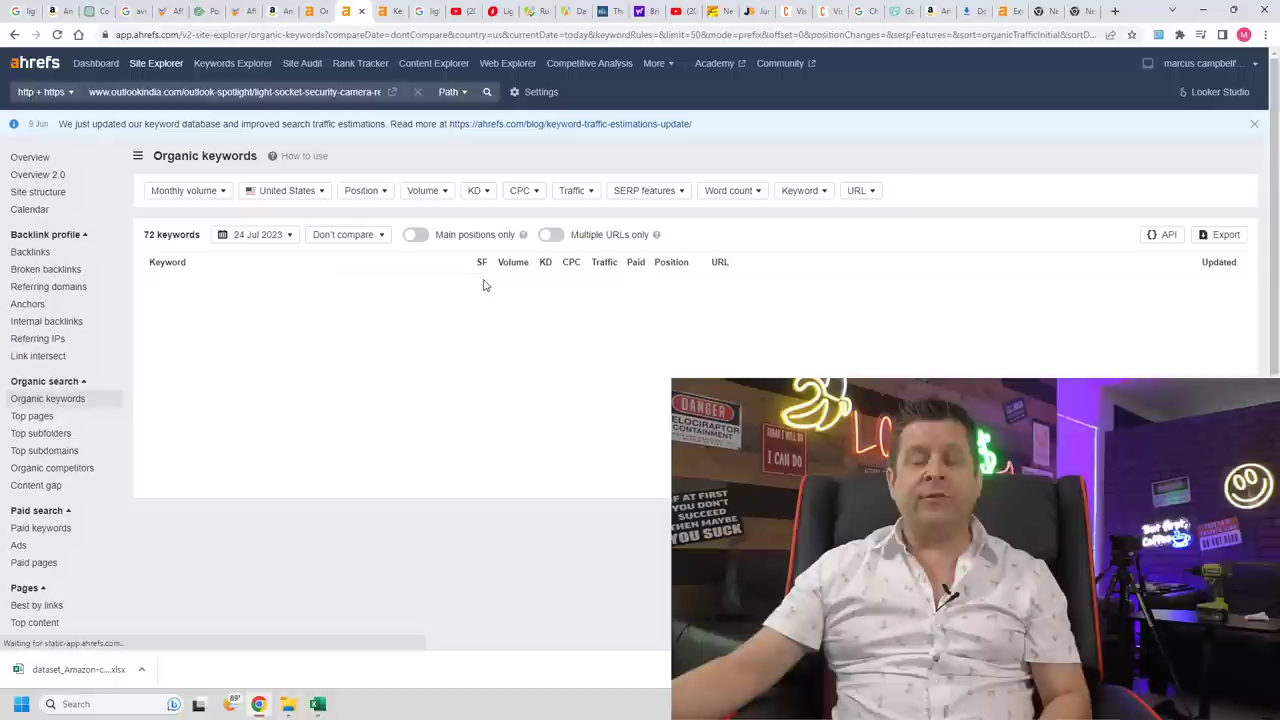 app.ahrefs.com/v2-site-explorer/organic-keywords?compareDate=dontCompare&country=us&currentDate=today&keywordRules=&limit=50&mode=prefix&offset=0&positionChanges=&serpFeatures=&sort=organicTrafficInitial&sortD...
ahrefs Dashboard Site Explorer Keywords Explorer Site Audit Rank Tracker Content Explorer Web Explorer Competitive Analysis More Academy Community marcus campbell'...
http + https www.outlookindia.com/outlook-spotlight/light-socket-security-camera-re Path Settings Looker Studio
9 Jun We just updated our keyword database and improved search traffic estimations. Read more at https://ahrefs.com/blog/keyword-traffic-estimations-update/
Overview
Overview 2.0
Site structure
Calendar
Backlink profile
Backlinks
Broken backlinks
Referring domains
Anchors
Internal backlinks
Referring IPs
Link intersect
Organic search
Organic keywords
Top pages
Top subfolders
Top subdomains
Organic competitors
Content gap
Paid search
Paid keywords
Ads
Paid pages
Pages
Best by links
Top content
Organic keywords How to use
Monthly volume United States Position Volume KD CPC Traffic SERP features Word count Keyword URL
72 keywords 24 Jul 2023 Don't compare Main positions only Multiple URLs only API Export
Keyword SF Volume KD CPC Traffic Paid Position URL Updated
DANGER
ELOCIRAPTOR
CONTAINMENT
I CAN DO
F AT FIRST
YOU DON'T
SUCCEED
THEN MAYBE
YOU SUCK
But first,
Coffee
Waiting for static-app.ahrefs.com...
dataset_Amazon-c....xlsx
Search
89°